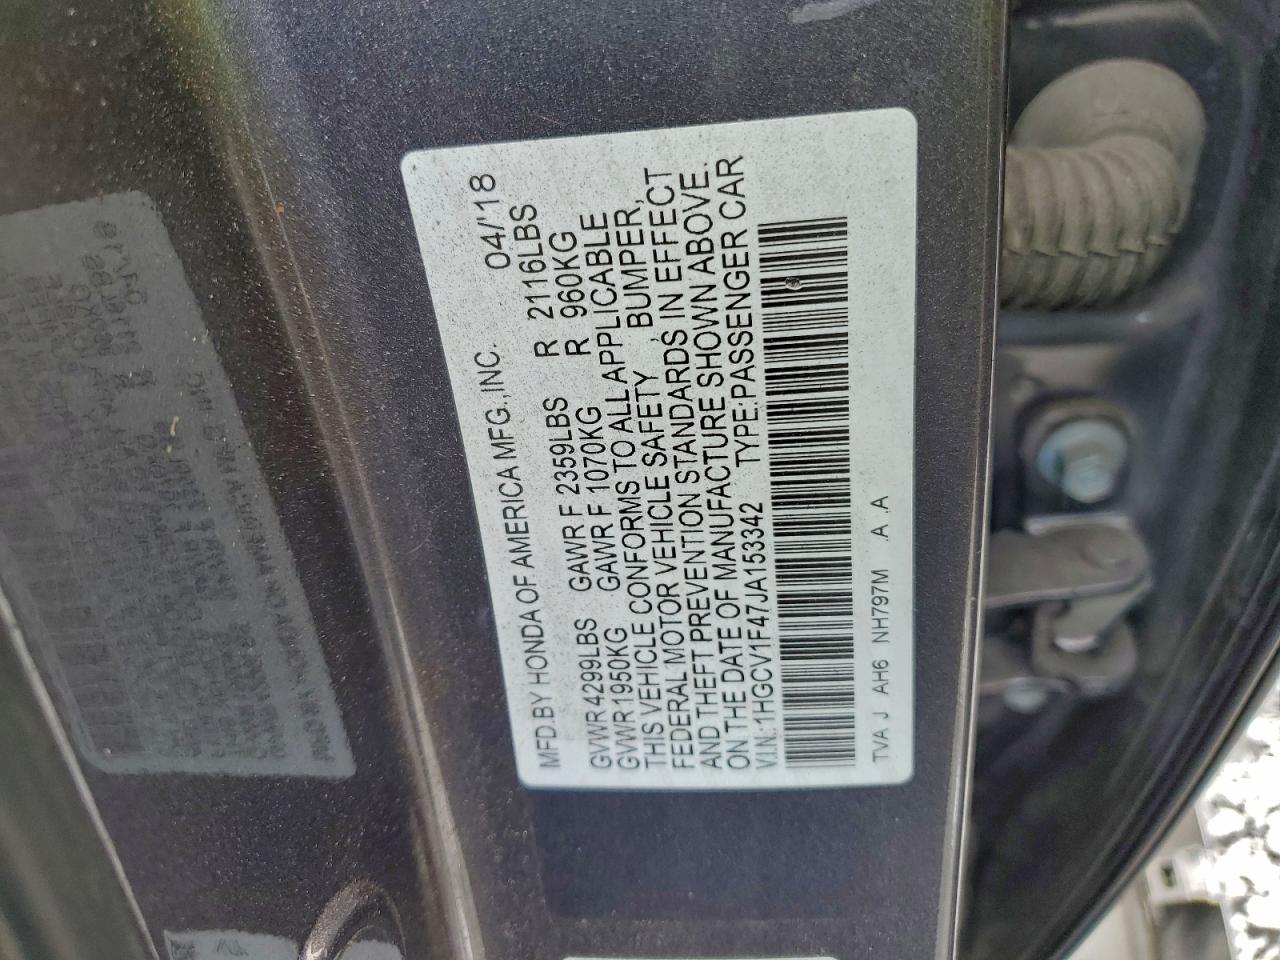 MFD.BY HONDA OF AMERICA MFG.,INC. 04/'18
GVWR 4299LBS GAWR F 2359LBS R 2116LBS
GVWR 1950KG GAWR F 1070KG R 960KG
THIS VEHICLE CONFORMS TO ALL APPLICABLE
FEDERAL MOTOR VEHICLE SAFETY, BUMPER,
AND THEFT PREVENTION STANDARDS IN EFFECT
ON THE DATE OF MANUFACTURE SHOWN ABOVE.
V.I.N.:1HGCV1F47JA153342 TYPE:PASSENGER CAR
TVA J AH6 NH797M .A .A